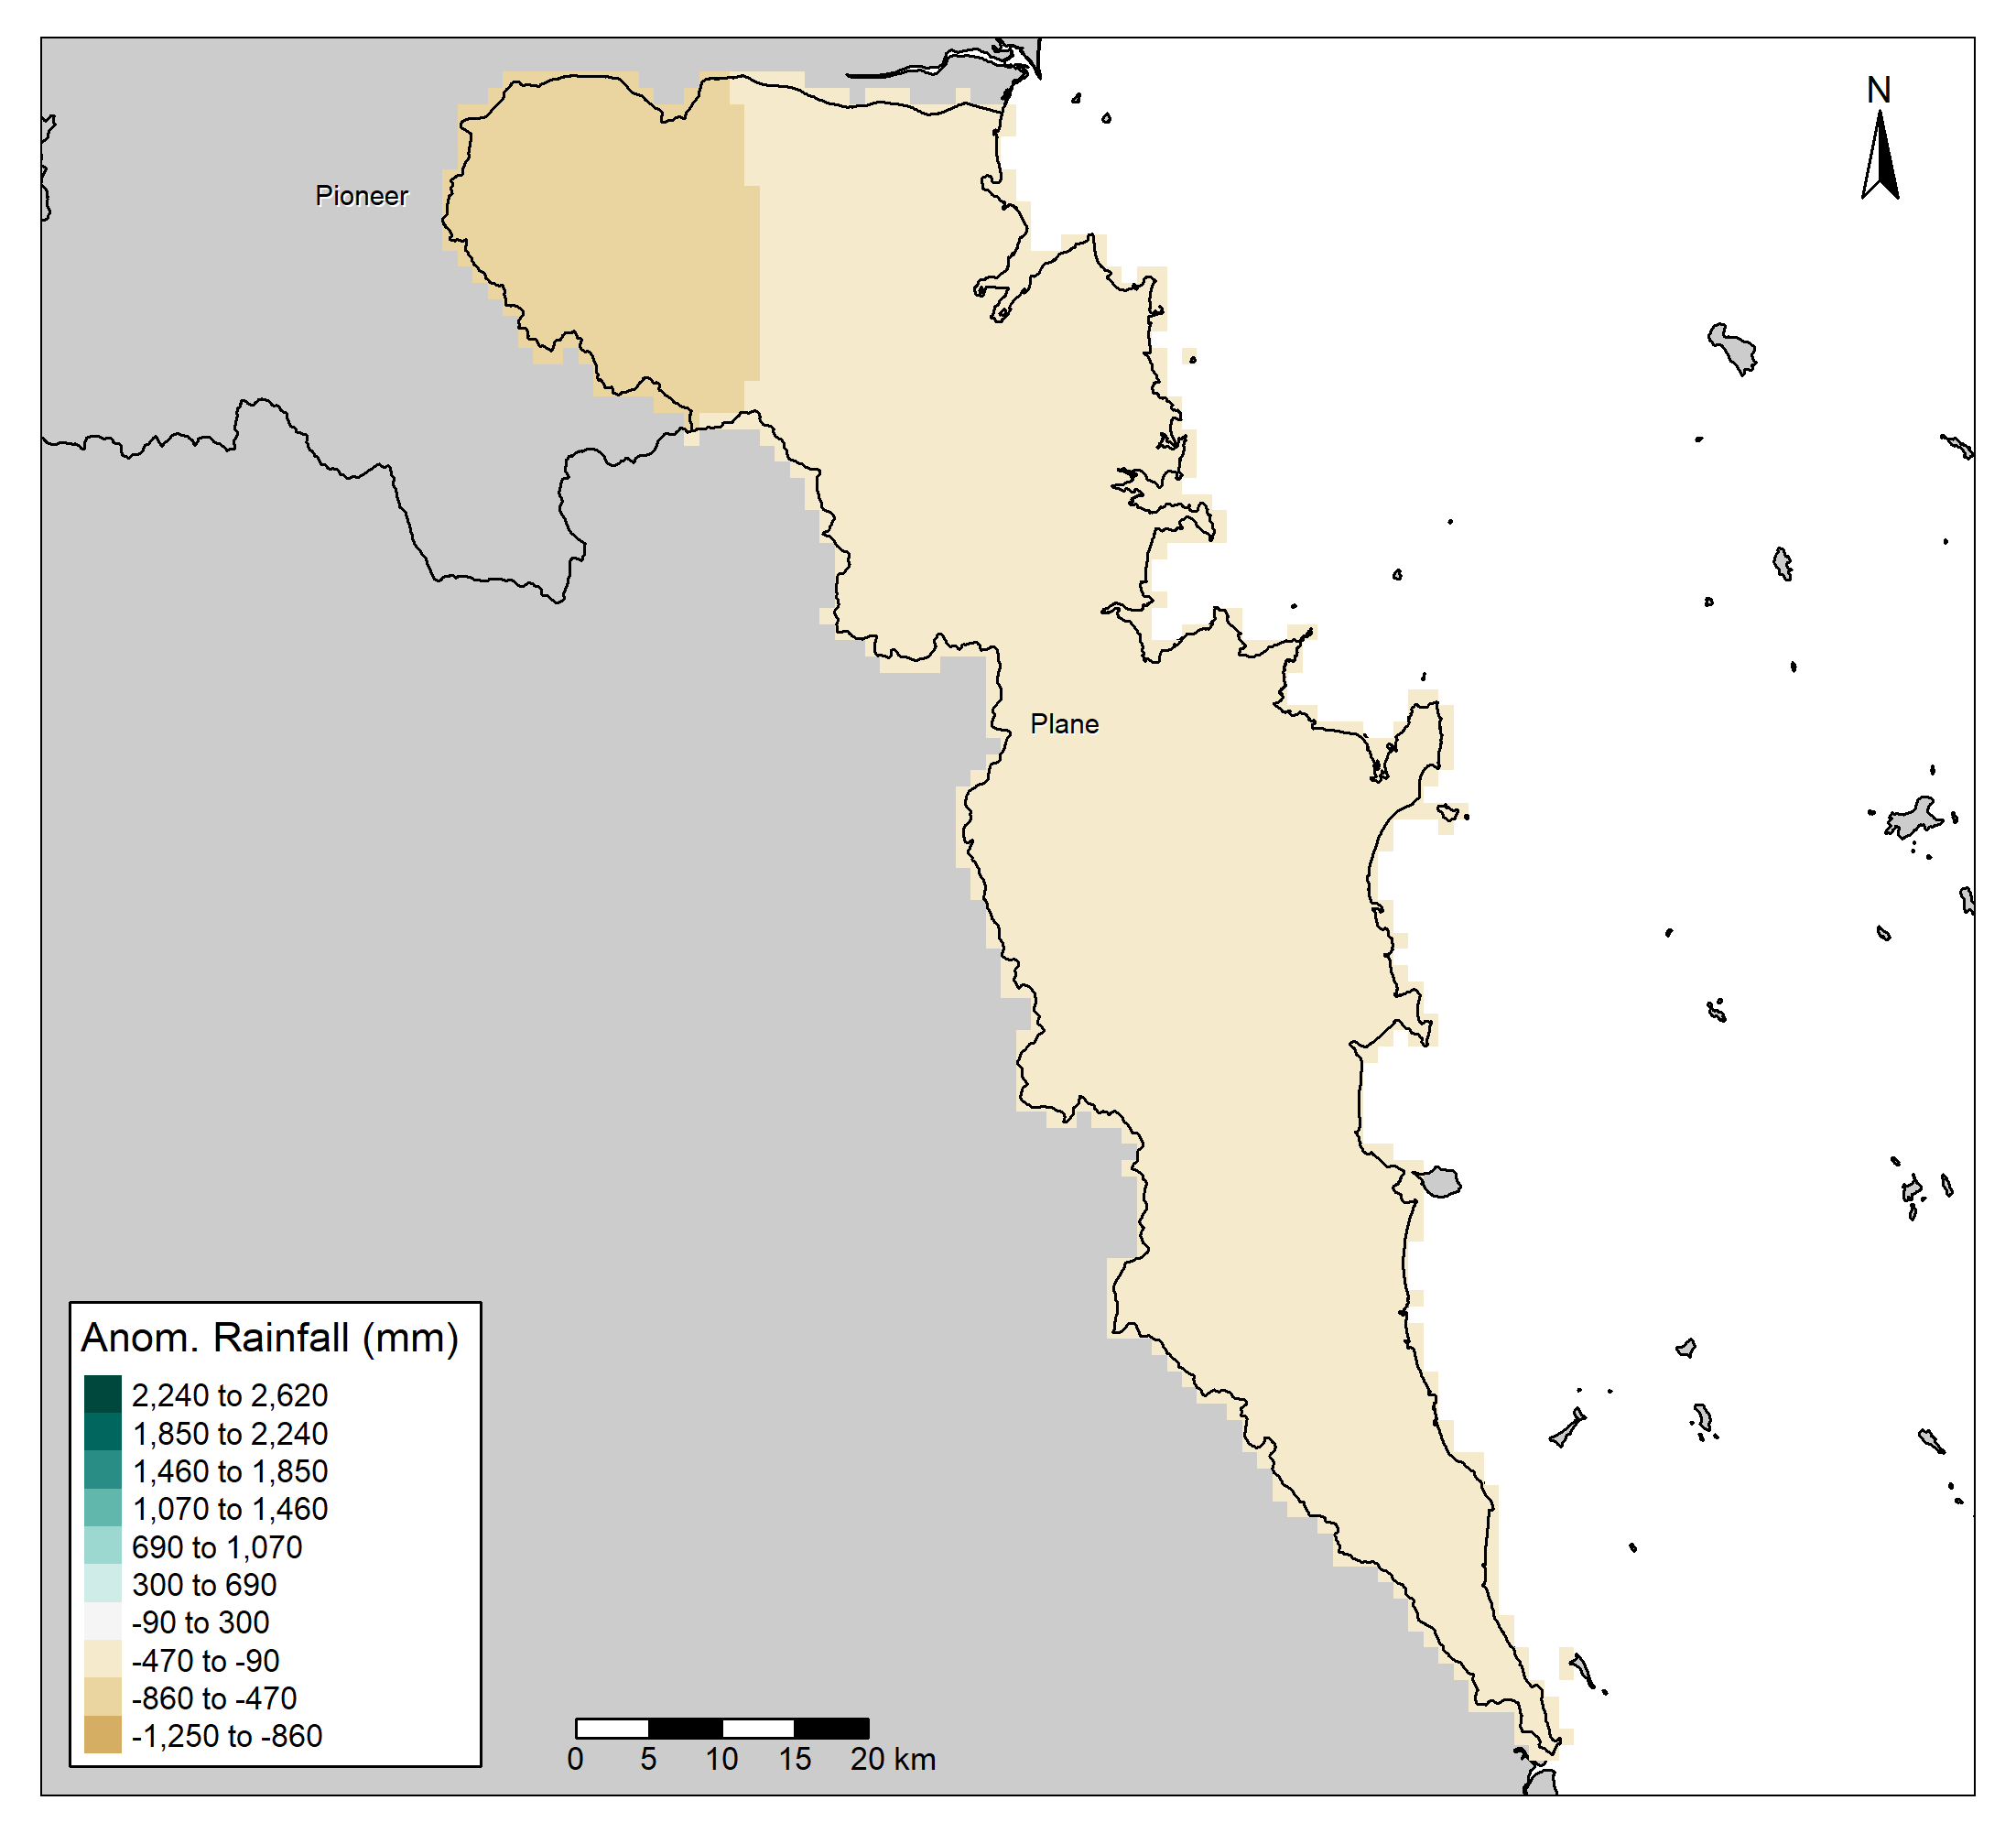 N
Pioneer
Plane
Anom. Rainfall (mm)
2,240 to 2,620
1,850 to 2,240
1,460 to 1,850
1,070 to 1,460
690 to 1,070
300 to 690
-90 to 300
-470 to -90
-860 to -470
-1,250 to -860
0 5 10 15 20 km